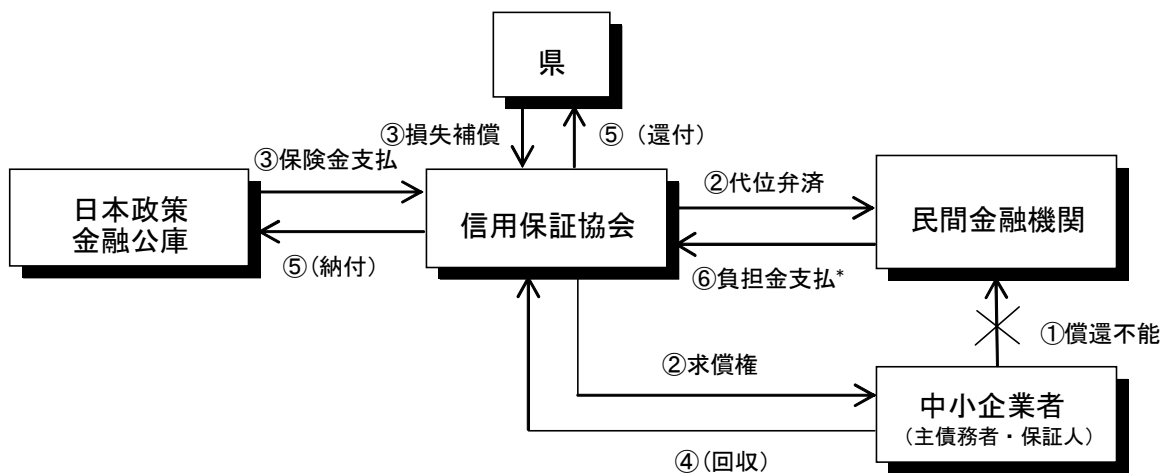 県
③損失補償
⑤（還付）
③保険金支払
日本政策
金融公庫
⑤(納付)
信用保証協会
②代位弁済
⑥負担金支払*
民間金融機関
①償還不能
②求償権
中小企業者
（主債務者・保証人）
④(回収)